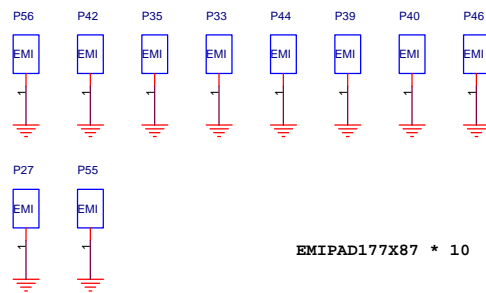 P56 P42 P35 P33 P44 P39 P40 P46
EMI EMI EMI EMI EMI EMI EMI EMI
1 1 1 1 1 1 1 1
P27 P55
EMI EMI
1 1
EMIPAD177X87 * 10